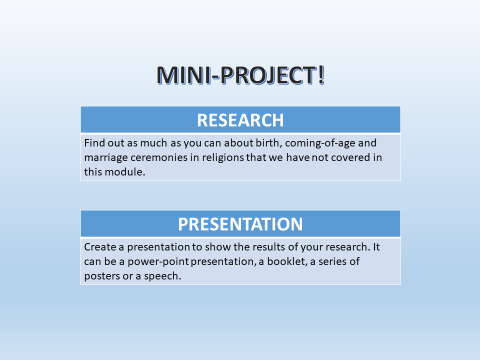 MINI-PROJECT!
RESEARCH
Find out as much as you can about birth, coming-of-age and
marriage ceremonies in religions that we have not covered in
this module.
PRESENTATION
Create a presentation to show the results of your research. It
can be a power-point presentation, a booklet, a series of
posters or a speech.